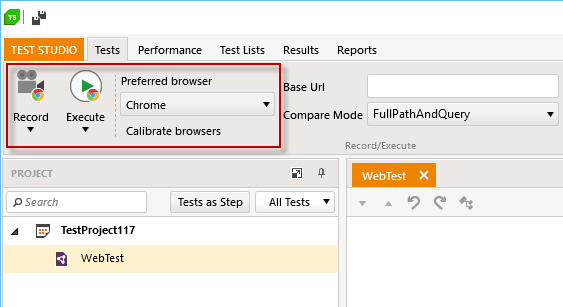 TS
TEST STUDIO Tests Performance Test Lists Results Reports
Preferred browser
Chrome
Record Execute
Calibrate browsers
Base Url
Compare Mode FullPathAndQuery
Record/Execute
PROJECT
Search Tests as Step All Tests
TestProject117
WebTest
WebTest